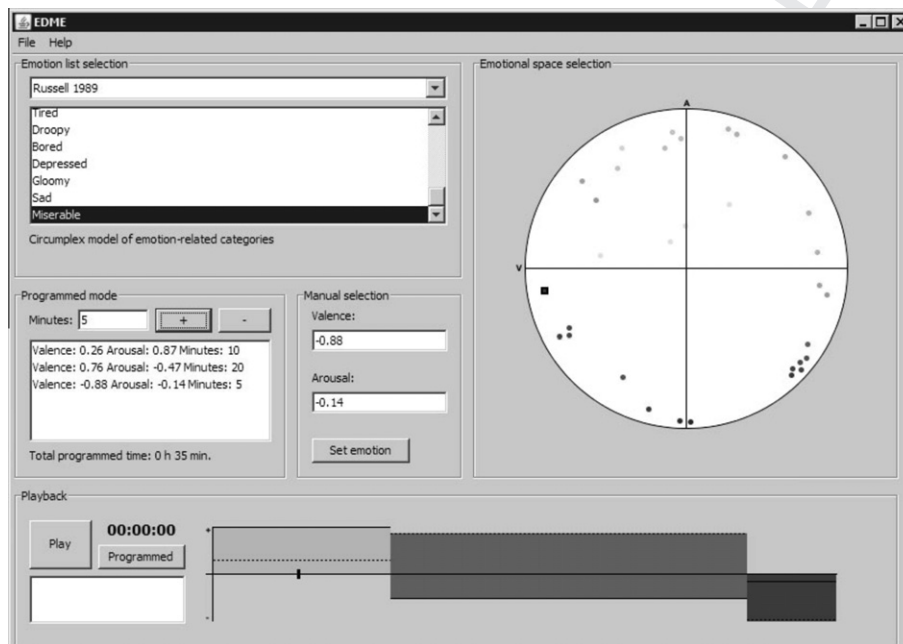 EDME
File Help
Emotion list selection
Russell 1989
Tired
Droopy
Bored
Depressed
Gloomy
Sad
Miserable
Circumplex model of emotion-related categories
Emotional space selection
A
V
Programmed mode
Minutes: 5 + -
Valence: 0.26 Arousal: 0.87 Minutes: 10
Valence: 0.76 Arousal: -0.47 Minutes: 20
Valence: -0.88 Arousal: -0.14 Minutes: 5
Total programmed time: 0 h 35 min.
Manual selection
Valence:
-0.88
Arousal:
-0.14
Set emotion
Playback
Play
00:00:00
Programmed
+
-